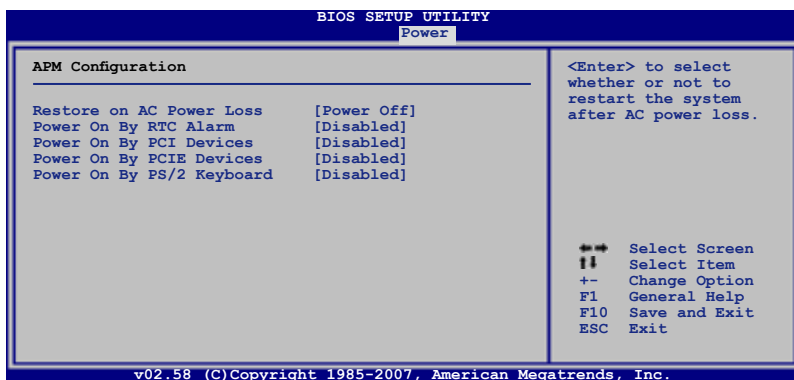 BIOS SETUP UTILITY
Power
APM Configuration
Restore on AC Power Loss [Power Off]
Power On By RTC Alarm [Disabled]
Power On By PCI Devices [Disabled]
Power On By PCIE Devices [Disabled]
Power On By PS/2 Keyboard [Disabled]
<Enter> to select
whether or not to
restart the system
after AC power loss.
←→ Select Screen
↑↓ Select Item
+- Change Option
F1 General Help
F10 Save and Exit
ESC Exit
v02.58 (C)Copyright 1985-2007, American Megatrends, Inc.